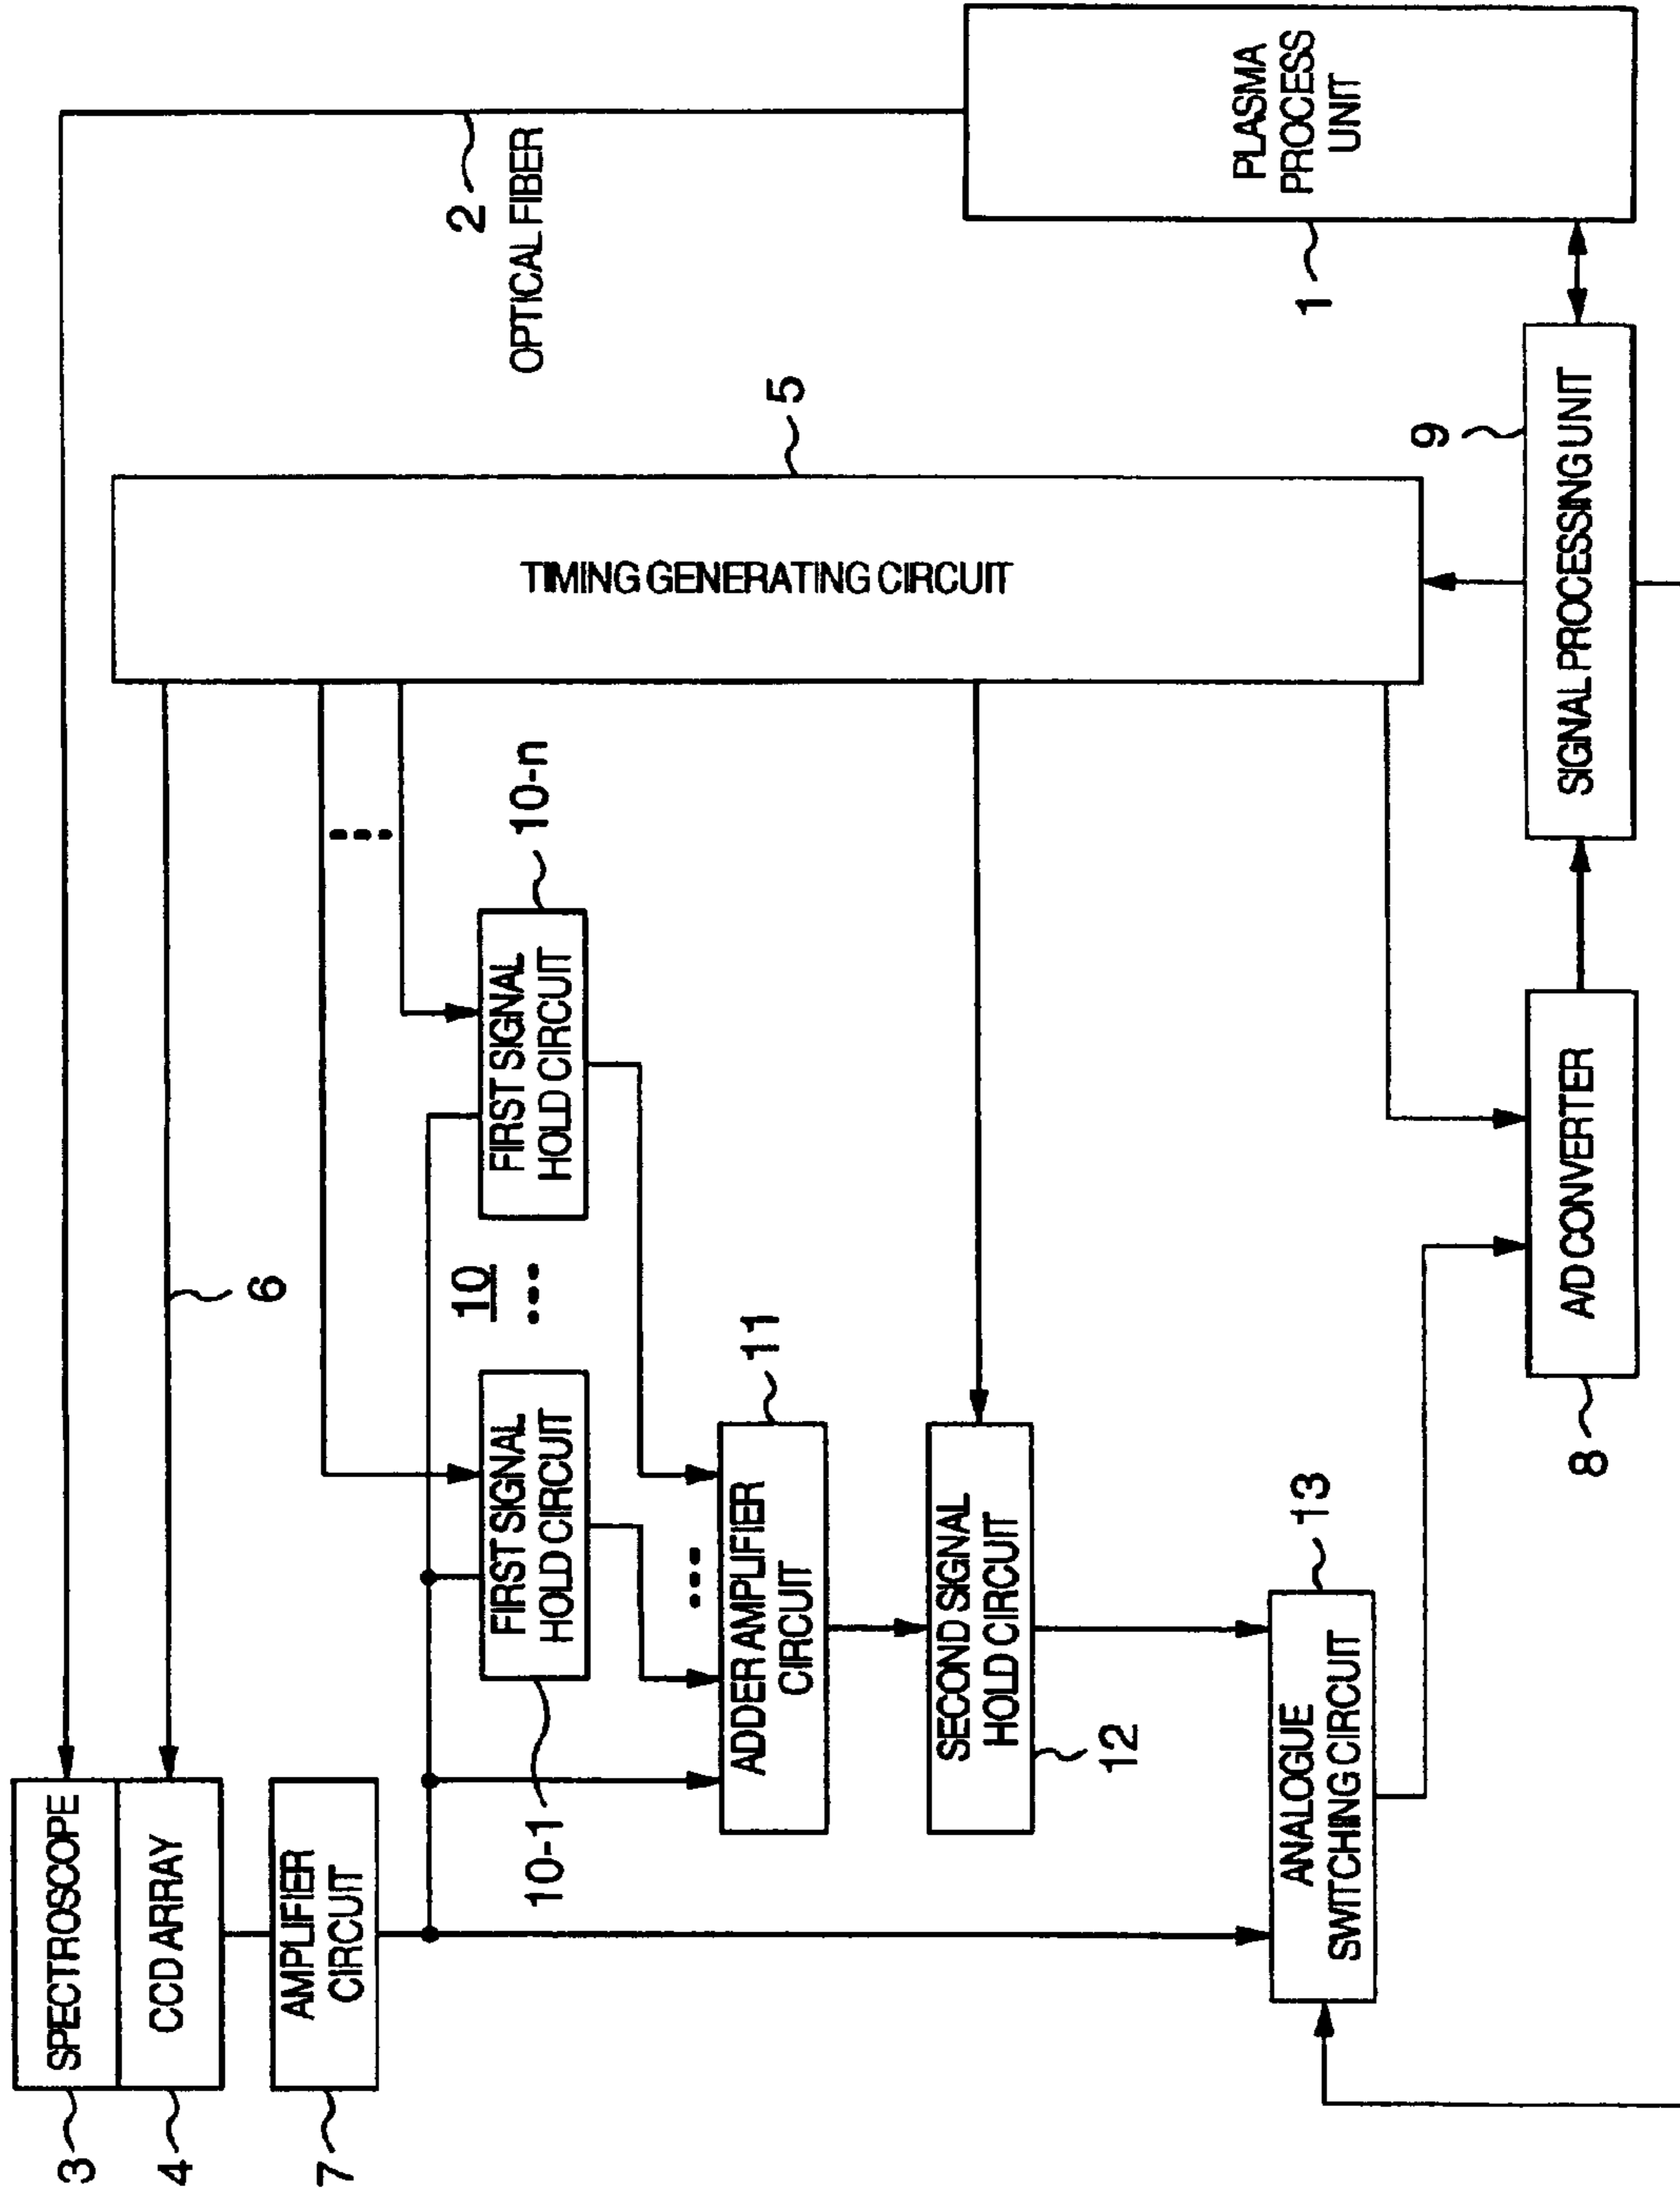 3
SPECTROSCOPE
4
CCD ARRAY
7
AMPLIFIER
CIRCUIT
6
2
OPTICAL FIBER
10-1
FIRST SIGNAL
HOLD CIRCUIT
10
...
FIRST SIGNAL
HOLD CIRCUIT
10-n
...
TIMING GENERATING CIRCUIT
5
ADDER AMPLIFIER
CIRCUIT
...
11
SECOND SIGNAL
HOLD CIRCUIT
12
ANALOGUE
SWITCHING CIRCUIT
13
8
A/D CONVERTER
SIGNAL PROCESSING UNIT
9
1
PLASMA
PROCESS
UNIT